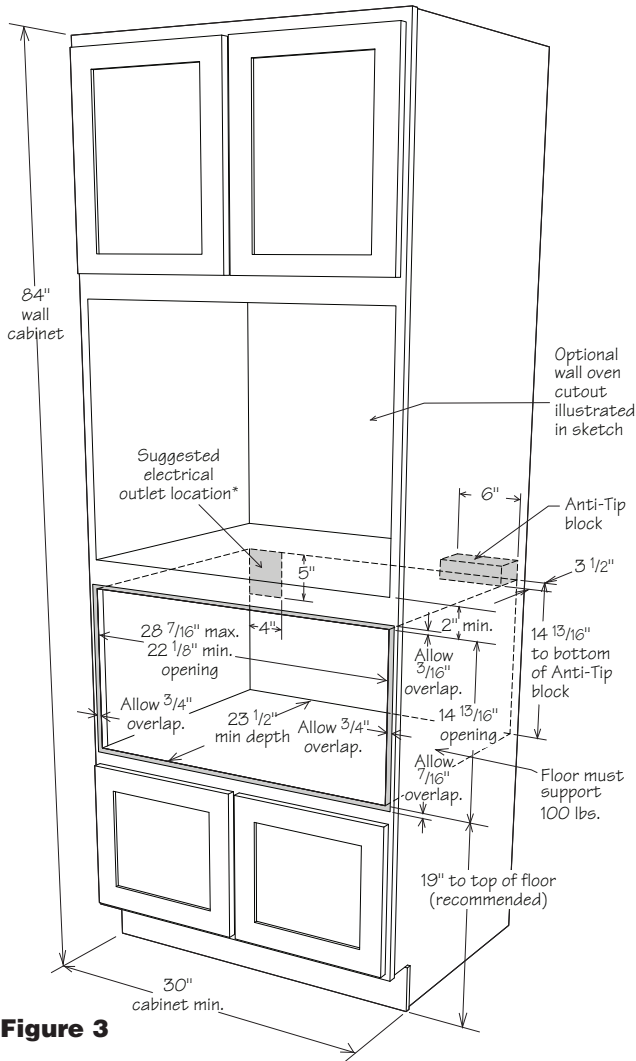 84"
wall
cabinet
Optional
wall oven
cutout
illustrated
in sketch
Suggested
electrical
outlet location*
6"
Anti-Tip
block
3 1/2"
5"
4"
2" min.
28 7/16" max.
22 1/8" min.
opening
Allow
3/16"
overlap.
14 13/16"
to bottom
of Anti-Tip
block
Allow 3/4"
overlap.
23 1/2"
min depth
Allow 3/4"
overlap.
14 13/16"
opening
Allow
7/16"
overlap.
Floor must
support
100 lbs.
19" to top of floor
(recommended)
30"
cabinet min.
Figure 3